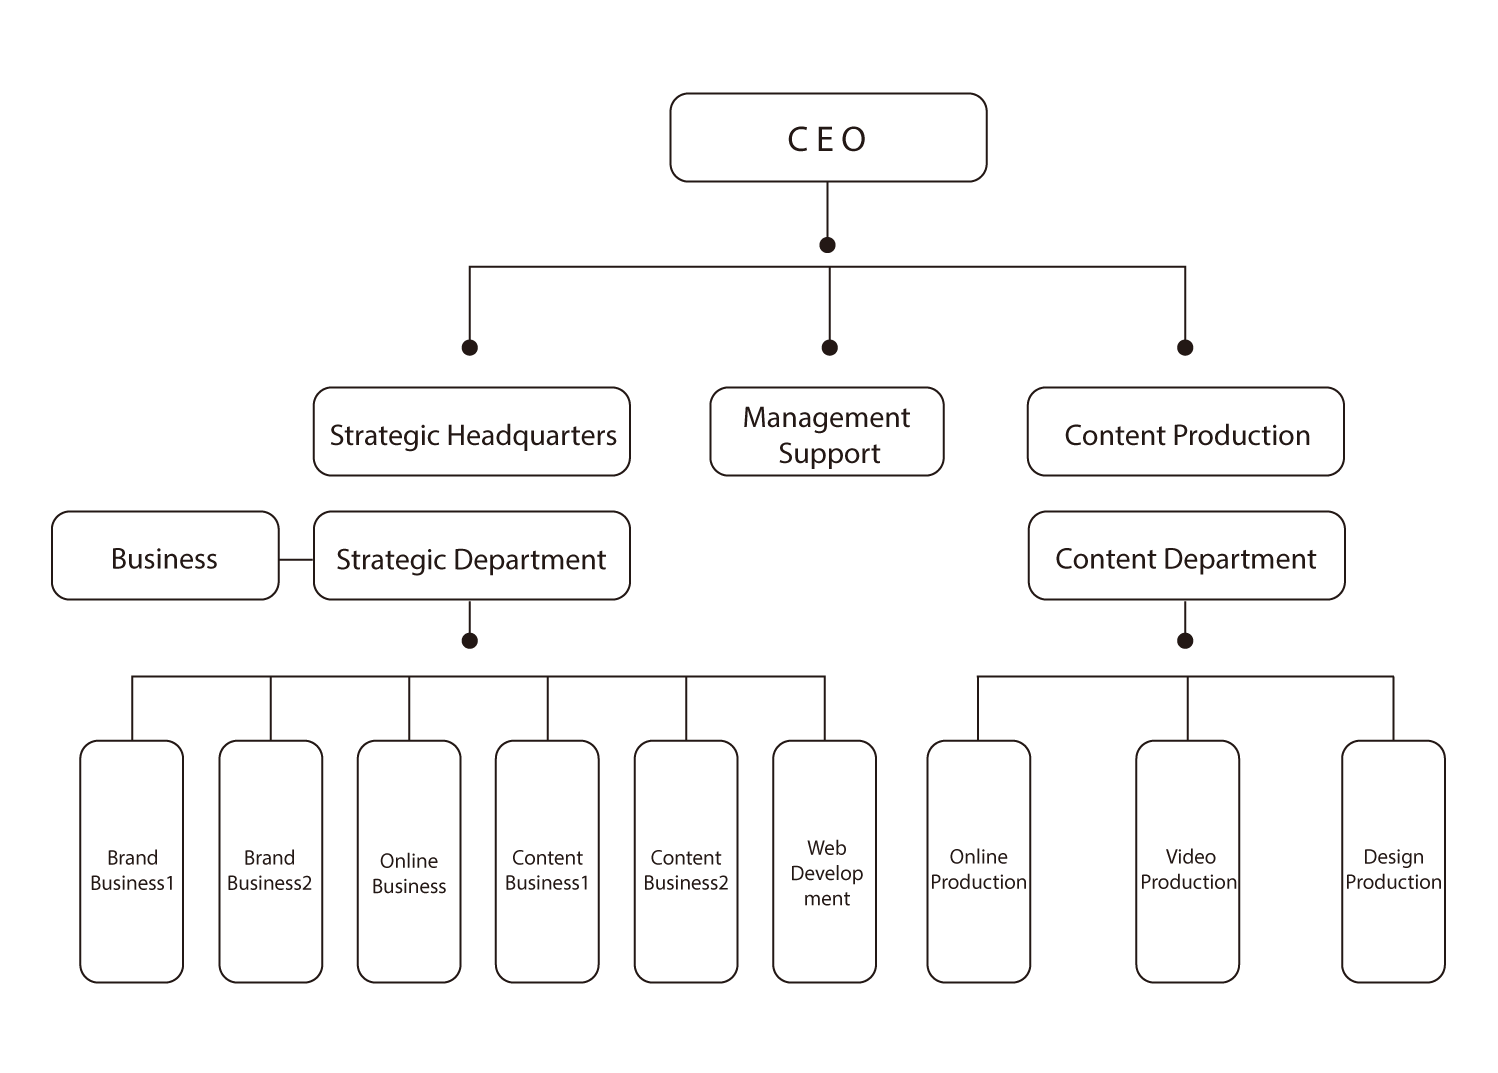 CEO
Strategic Headquarters
Management
Support
Content Production
Business
Strategic Department
Content Department
Brand
Business1
Brand
Business2
Online
Business
Content
Business1
Content
Business2
Web
Develop
ment
Online
Production
Video
Production
Design
Production